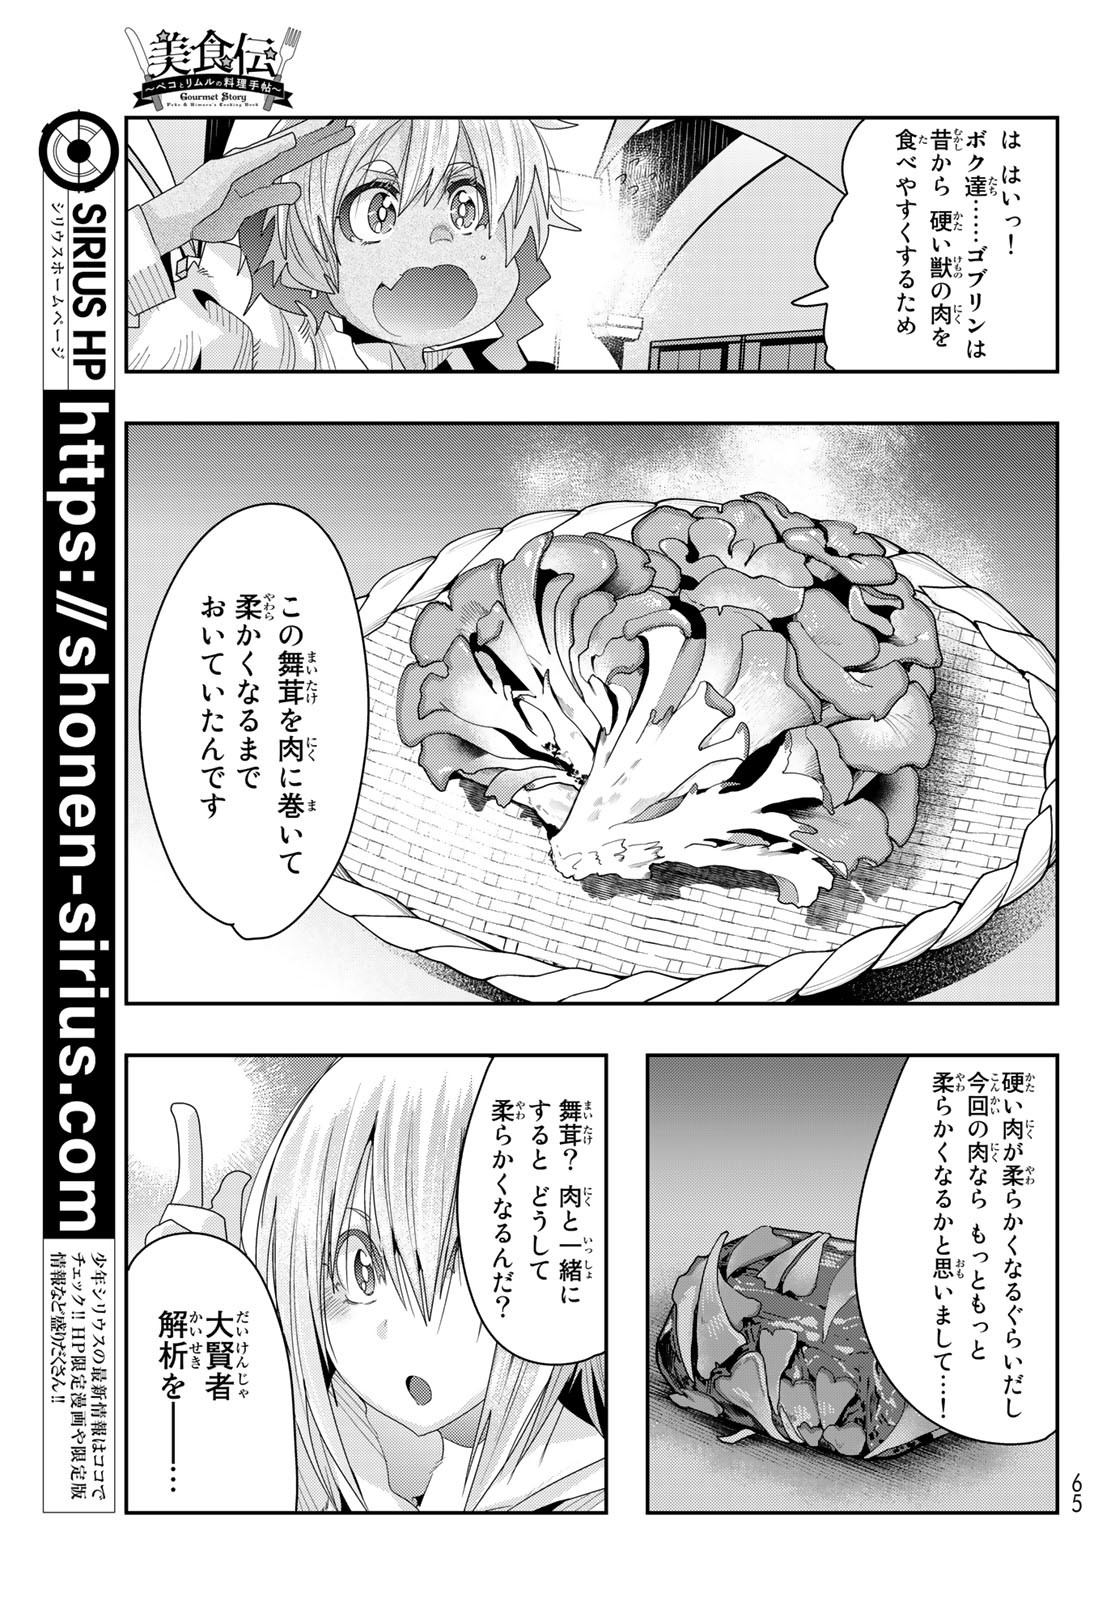 美食伝
～ペコとリムルの料理手帖～
Gourmet Story
Peko & Rimuru's Cooking Book
は はいっ！
ボク達……ゴブリンは
昔から 硬い獣の肉を
食べやすくするため
この舞茸を肉に巻いて
柔かくなるまで
おいていたんです
硬い肉が柔らかくなるぐらいだし
今回の肉なら もっともっと
柔らかくなるかと思いまして…！
舞茸？ 肉と一緒に
すると どうして
柔らかくなるんだ？
大賢者
解析を――…
SIRIUS HP
シリウスホームページ
https://shonen-sirius.com
少年シリウスの最新情報はココで
チェック!! HP限定漫画や限定版
情報など盛りだくさん!!
65